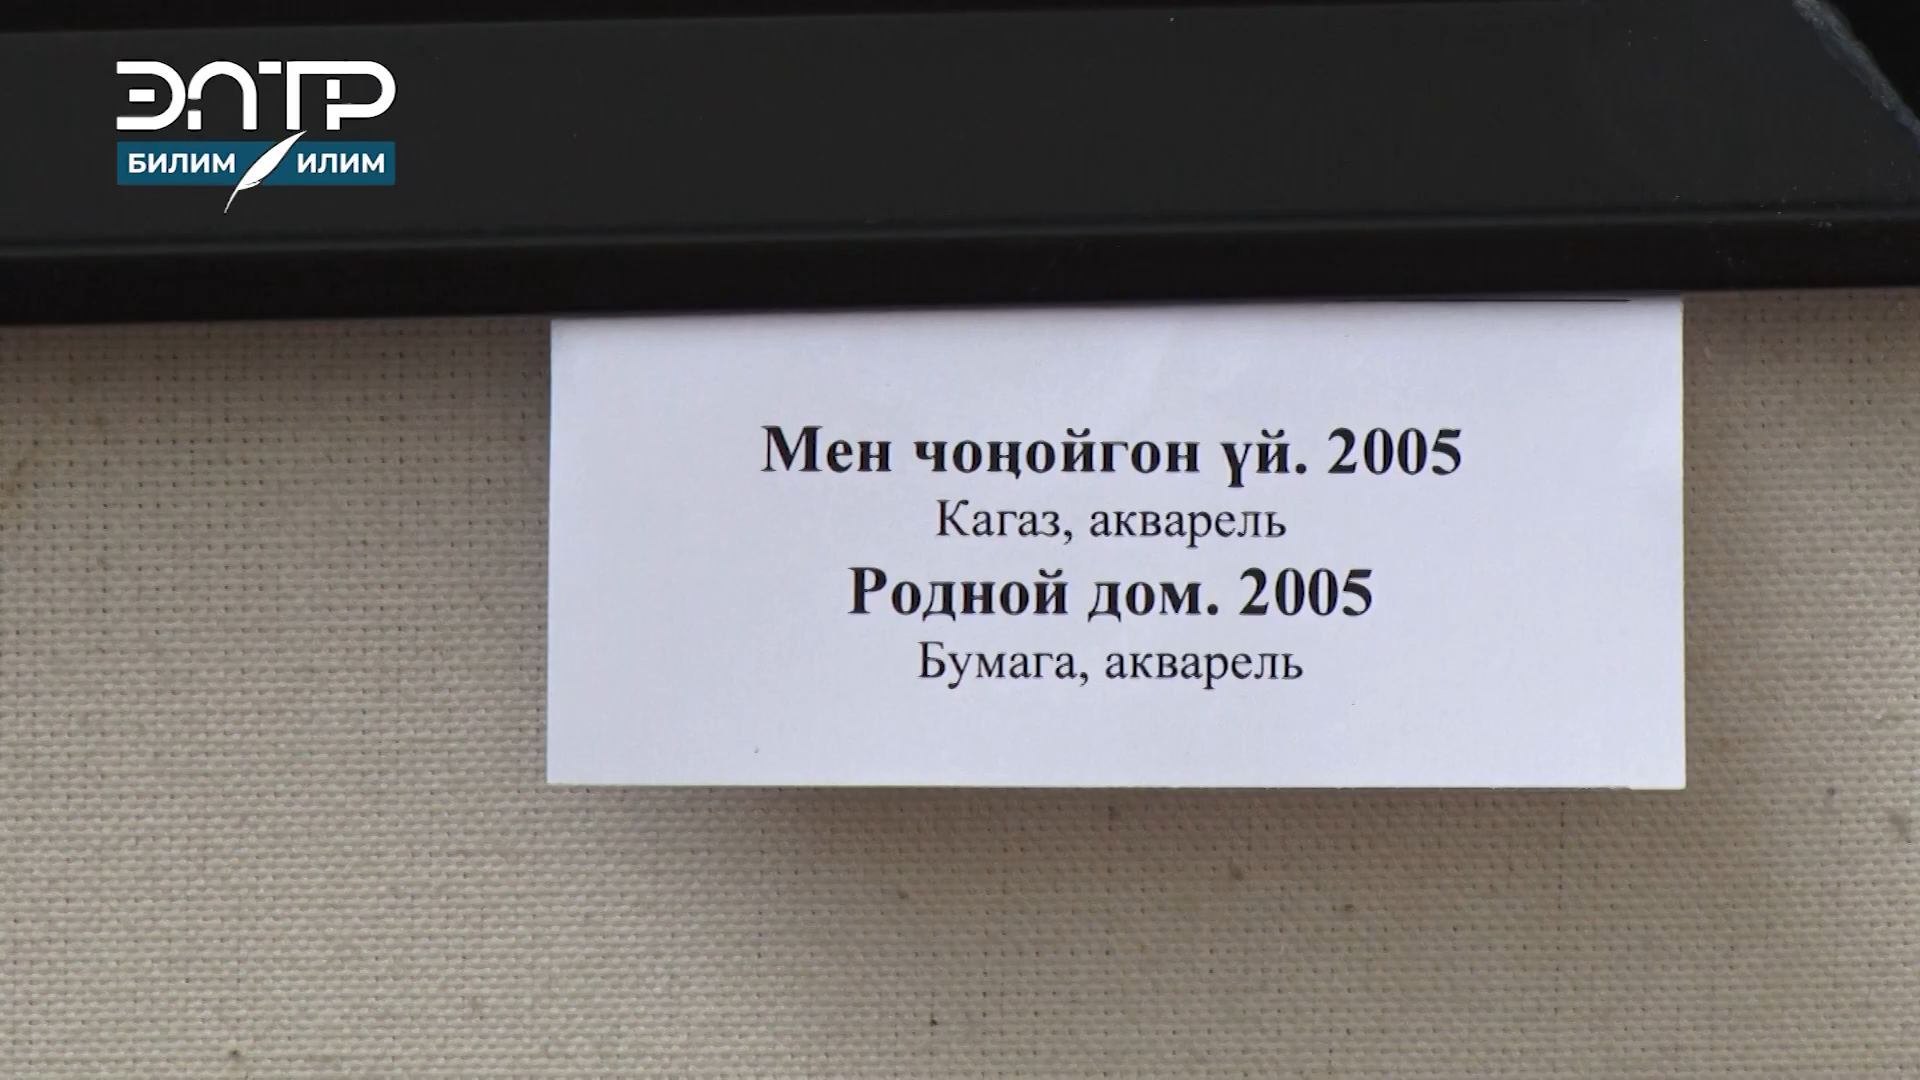 ЭЛТР
БИЛИМ ИЛИМ
Мен чоңойгон үй. 2005
Кагаз, акварель
Родной дом. 2005
Бумага, акварель